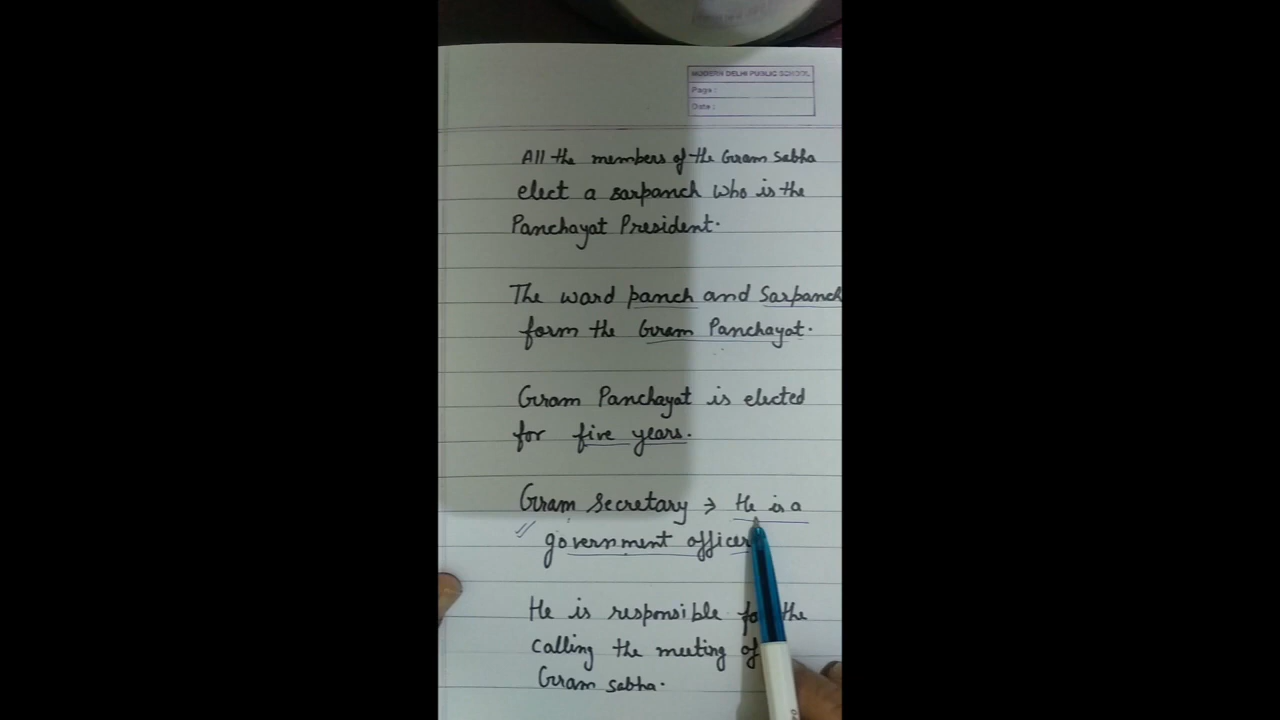 MODERN DELHI PUBLIC SCHOOL
Page :
Date :
All the members of the Gram Sabha
elect a sarpanch who is the
Panchayat President.
The ward panch and Sarpanch
form the Gram Panchayat.
Gram Panchayat is elected
for five years.
Gram Secretary → He is a
government officer
He is responsible for the
calling the meeting of
Gram sabha.